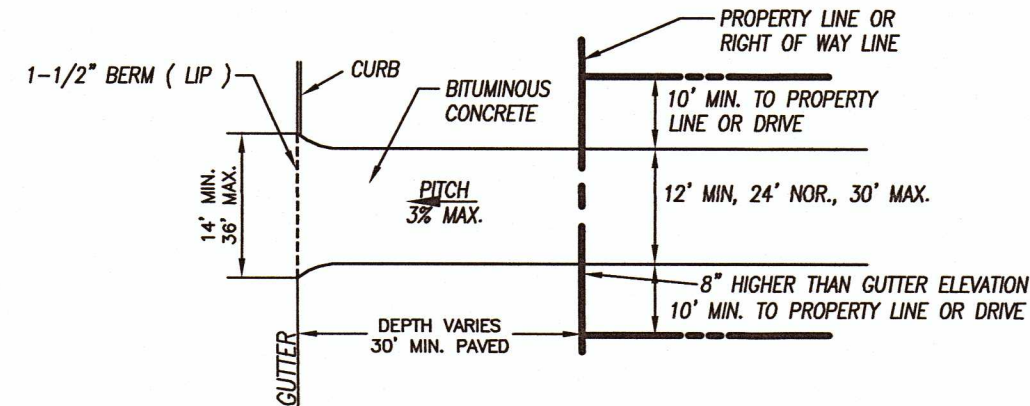 PROPERTY LINE OR
RIGHT OF WAY LINE
1-1/2" BERM ( LIP )
CURB
BITUMINOUS
CONCRETE
10' MIN. TO PROPERTY
LINE OR DRIVE
14' MIN.
36' MAX.
PITCH
3% MAX.
12' MIN, 24' NOR., 30' MAX.
8" HIGHER THAN GUTTER ELEVATION
10' MIN. TO PROPERTY LINE OR DRIVE
DEPTH VARIES
30' MIN. PAVED
GUTTER